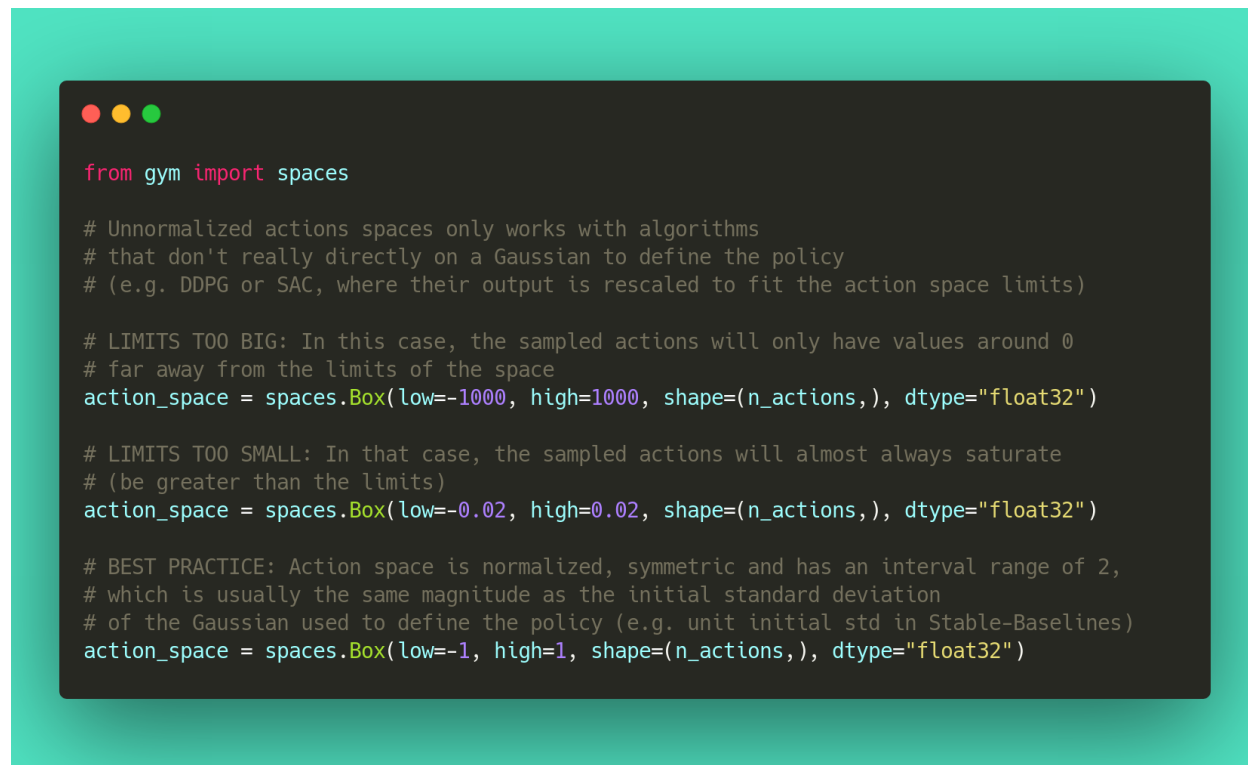 from gym import spaces
# Unnormalized actions spaces only works with algorithms
# that don't really directly on a Gaussian to define the policy
# (e.g. DDPG or SAC, where their output is rescaled to fit the action space limits)
# LIMITS TOO BIG: In this case, the sampled actions will only have values around 0
# far away from the limits of the space
action_space = spaces.Box(low=-1000, high=1000, shape=(n_actions,), dtype="float32")
# LIMITS TOO SMALL: In that case, the sampled actions will almost always saturate
# (be greater than the limits)
action_space = spaces.Box(low=-0.02, high=0.02, shape=(n_actions,), dtype="float32")
# BEST PRACTICE: Action space is normalized, symmetric and has an interval range of 2,
# which is usually the same magnitude as the initial standard deviation
# of the Gaussian used to define the policy (e.g. unit initial std in Stable-Baselines)
action_space = spaces.Box(low=-1, high=1, shape=(n_actions,), dtype="float32")